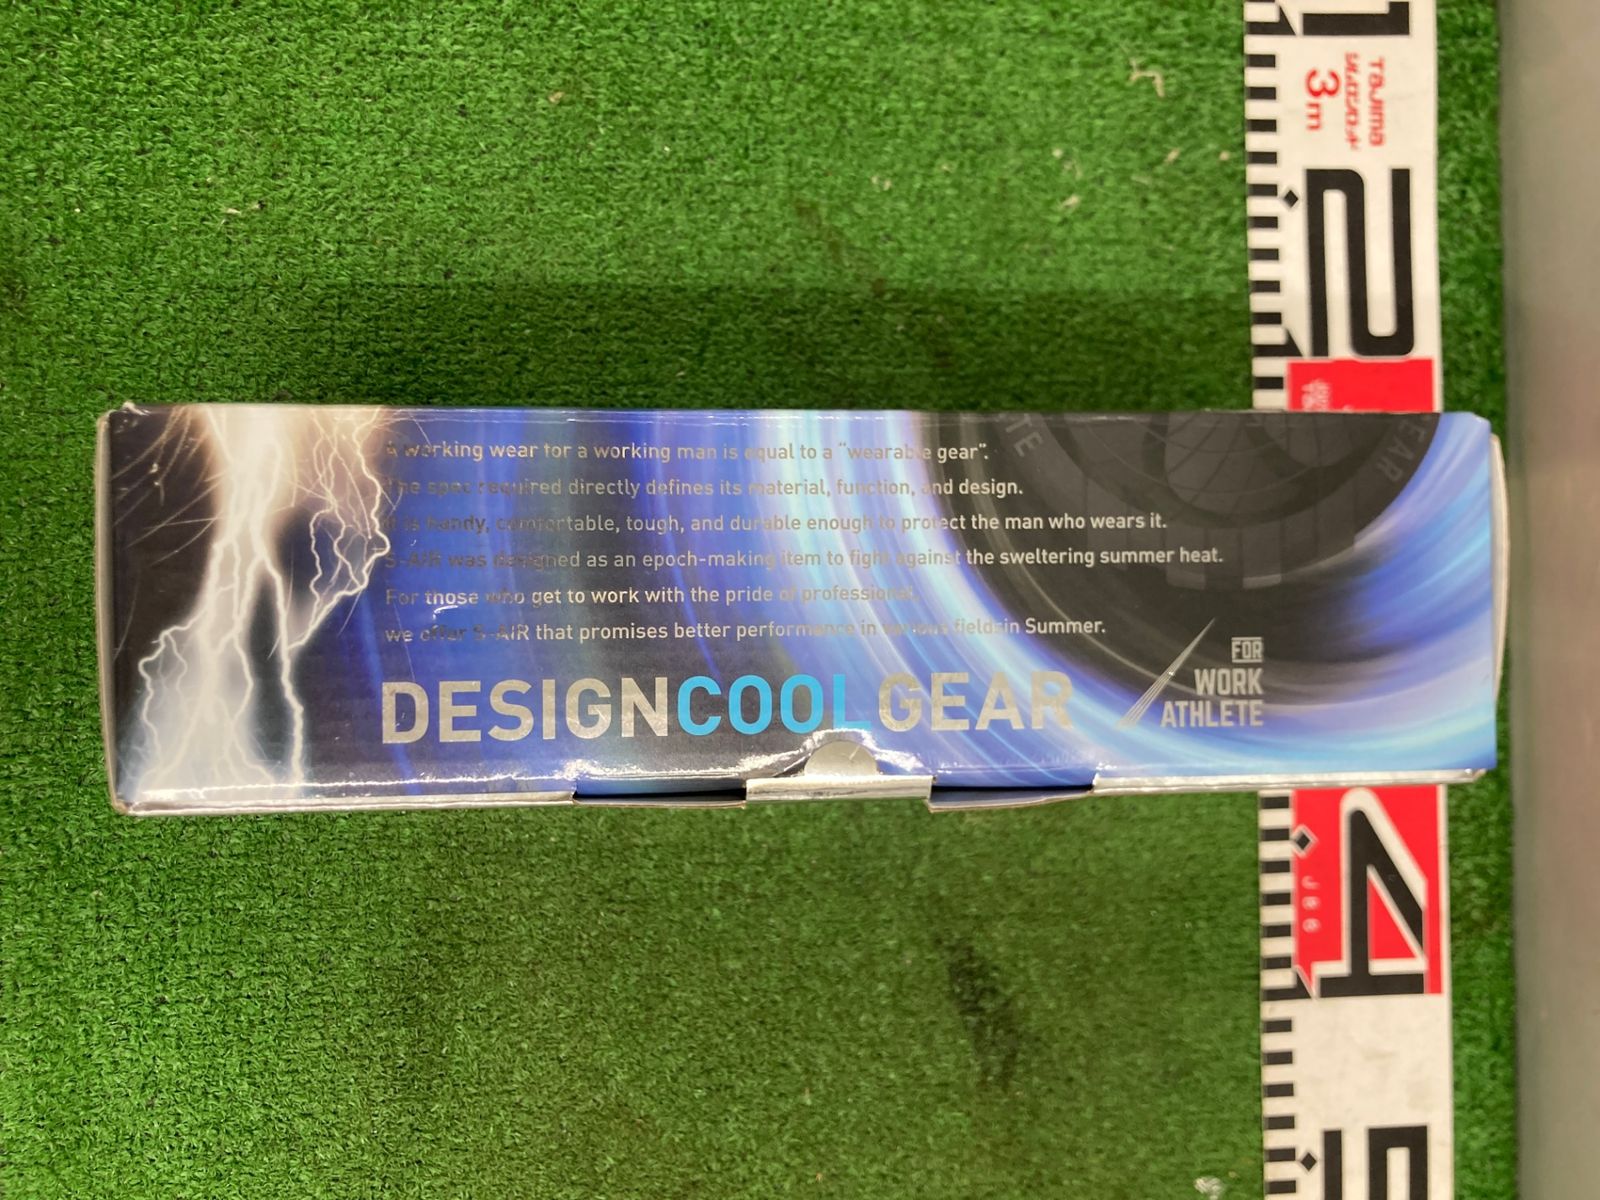 A working wear for a working man is equal to a "wearable gear".
The spec required directly defines its material, function, and design.
It is handy, comfortable, tough, and durable enough to protect the man who wears it.
S-AIR was designed as an epoch-making item to fight against the sweltering summer heat.
For those who get to work with the pride of professional,
we offer S-AIR that promises better performance in various fieldsin Summer.
DESIGNCOOLGEAR
FOR
WORK
ATHLETE
GEAR
1
Tajima
3m
2
4
5